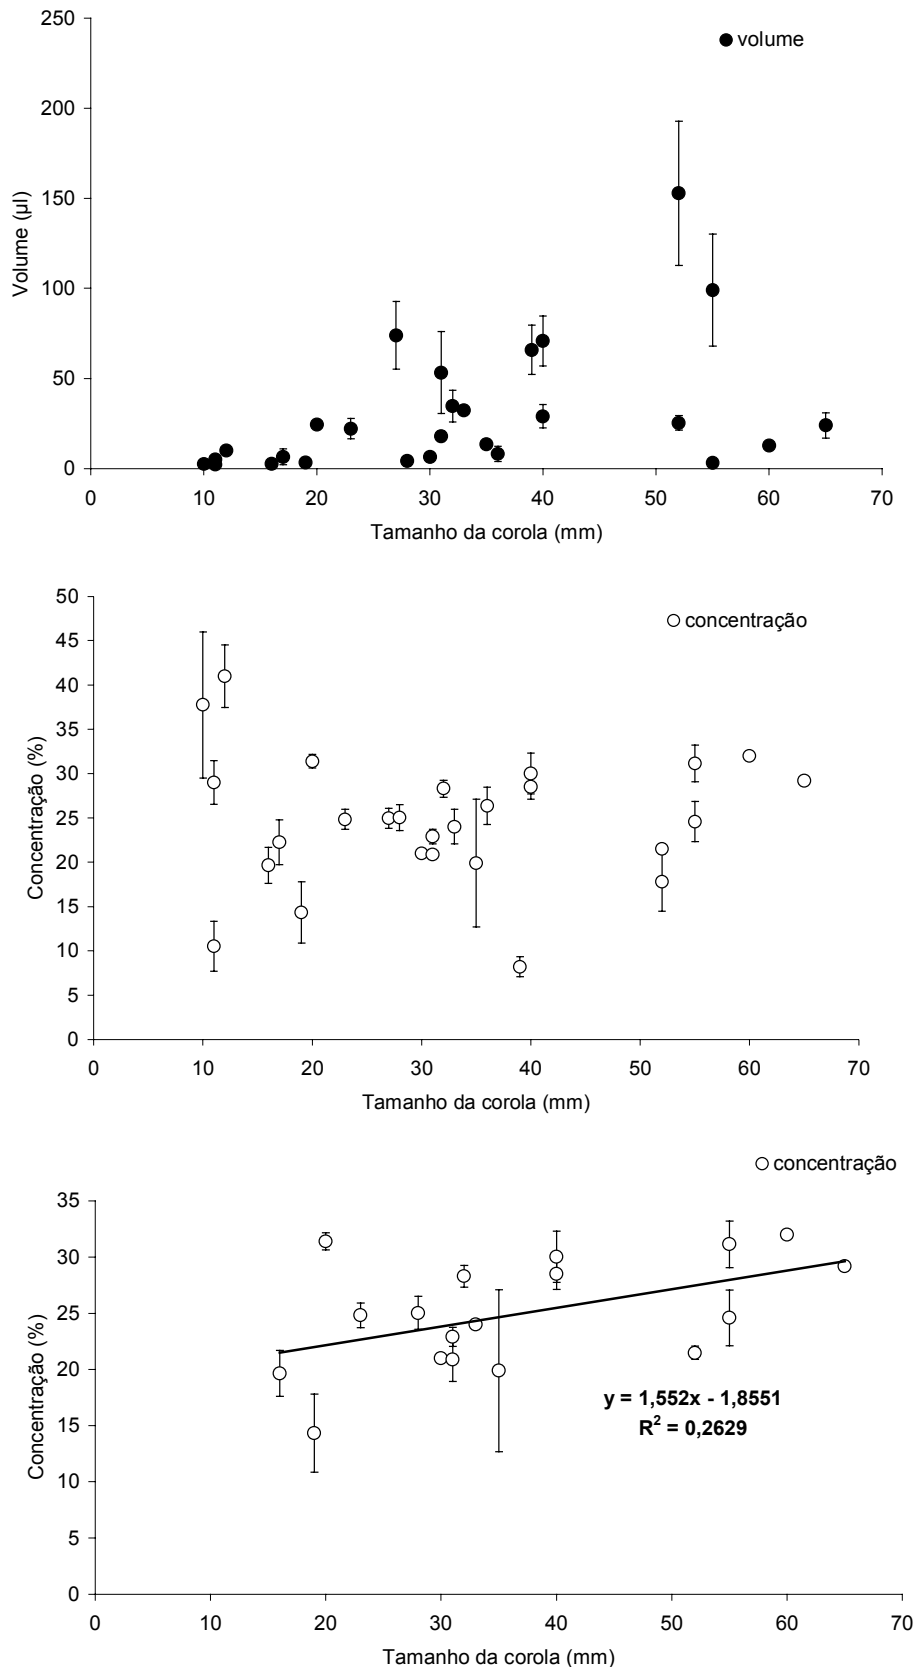 volume
250
200
150
100
50
0
Volume (µl)
0 10 20 30 40 50 60 70
Tamanho da corola (mm)
concentração
50
45
40
35
30
25
20
15
10
5
0
Concentração (%)
0 10 20 30 40 50 60 70
Tamanho da corola (mm)
concentração
35
30
25
20
15
10
5
0
Concentração (%)
y = 1,552x - 1,8551
R² = 0,2629
0 10 20 30 40 50 60 70
Tamanho da corola (mm)